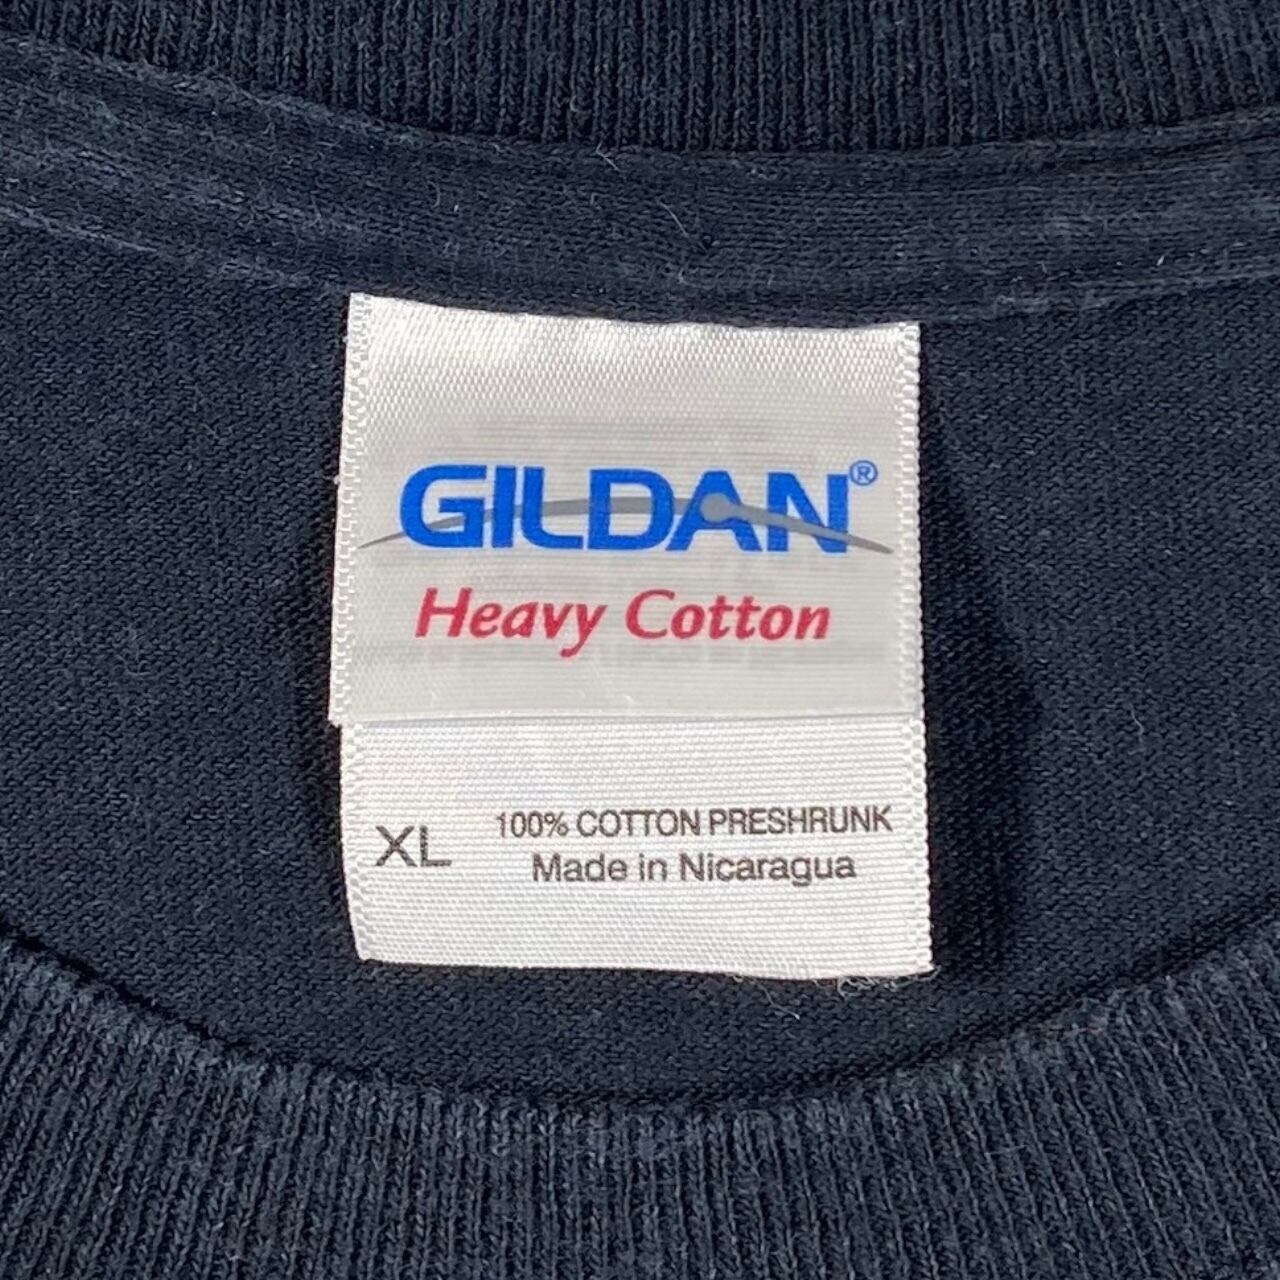 GILDAN®
Heavy Cotton
XL 100% COTTON PRESHRUNK
Made in Nicaragua